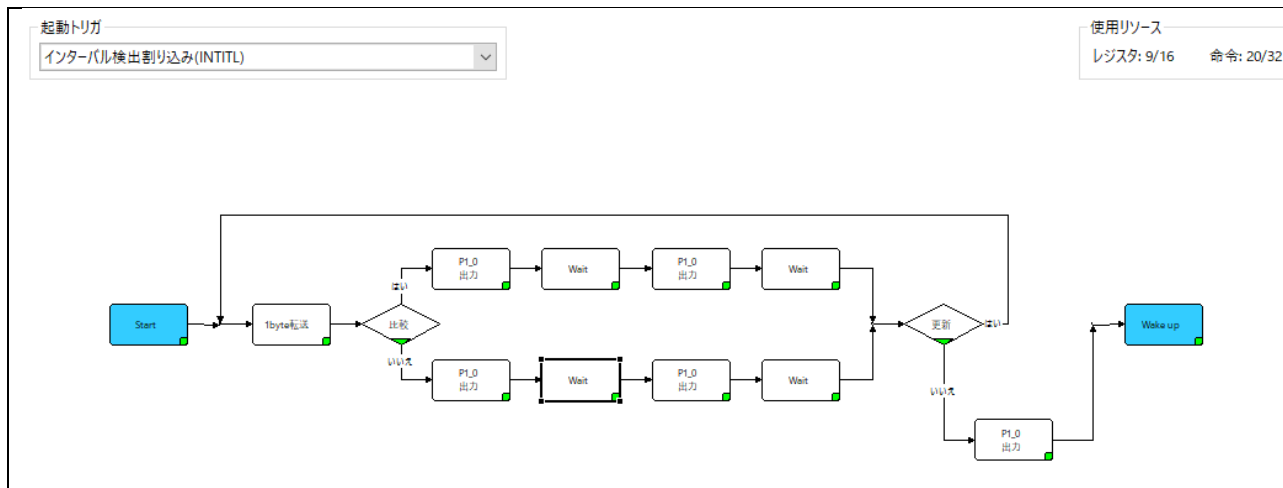 起動トリガ
インターバル検出割り込み(INTITL)
使用リソース
レジスタ: 9/16 命令: 20/32
P1_0
出力
Wait
P1_0
出力
Wait
はい
Start
1byte転送
比較
更新
はい
Wake up
いいえ
P1_0
出力
Wait
P1_0
出力
Wait
いいえ
P1_0
出力